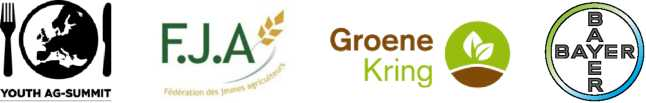 YOUTH AG-SUMMIT
F.J.A
Fédération des jeunes agriculteurs
Groene
Kring
BAYER
BAYER